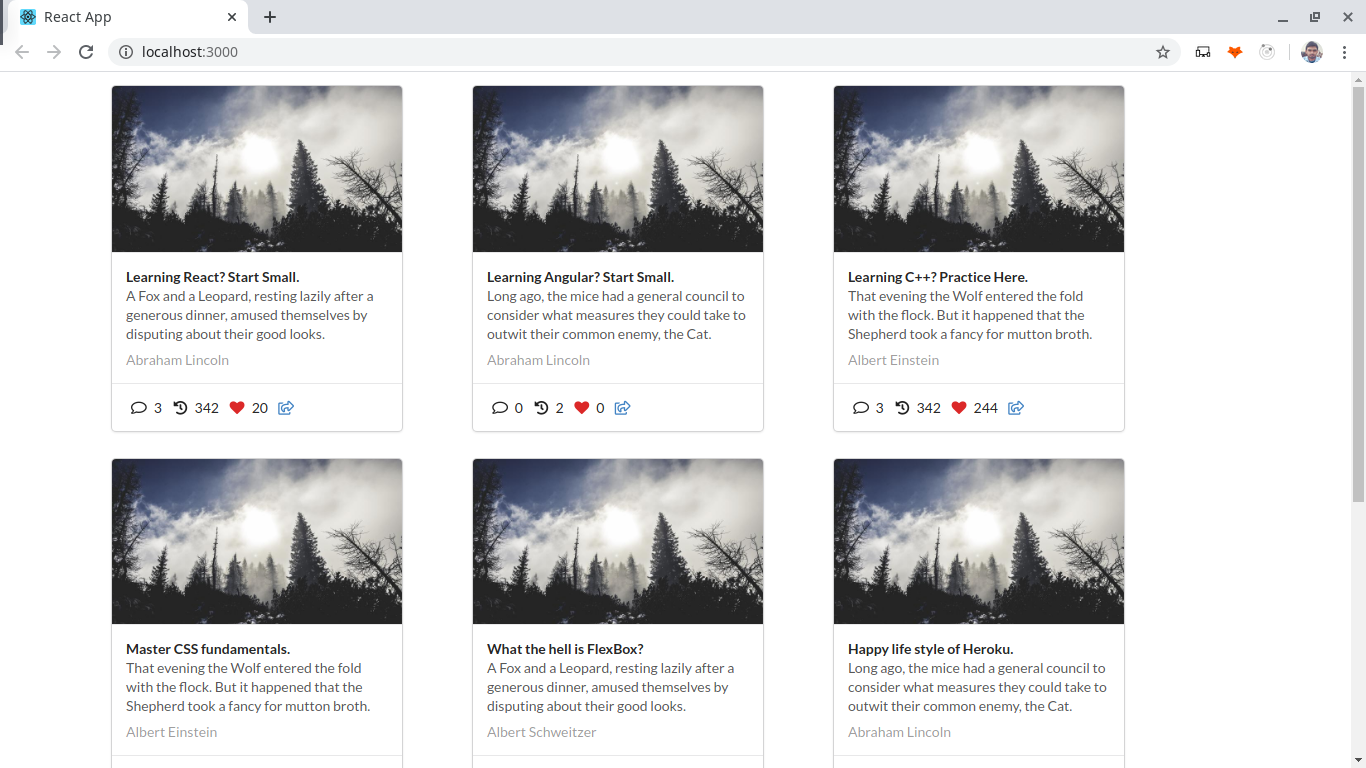 React App
localhost:3000
Learning React? Start Small.
A Fox and a Leopard, resting lazily after a
generous dinner, amused themselves by
disputing about their good looks.
Abraham Lincoln
3 342 20
Learning Angular? Start Small.
Long ago, the mice had a general council to
consider what measures they could take to
outwit their common enemy, the Cat.
Abraham Lincoln
0 2 0
Learning C++? Practice Here.
That evening the Wolf entered the fold
with the flock. But it happened that the
Shepherd took a fancy for mutton broth.
Albert Einstein
3 342 244
Master CSS fundamentals.
That evening the Wolf entered the fold
with the flock. But it happened that the
Shepherd took a fancy for mutton broth.
Albert Einstein
What the hell is FlexBox?
A Fox and a Leopard, resting lazily after a
generous dinner, amused themselves by
disputing about their good looks.
Albert Schweitzer
Happy life style of Heroku.
Long ago, the mice had a general council to
consider what measures they could take to
outwit their common enemy, the Cat.
Abraham Lincoln